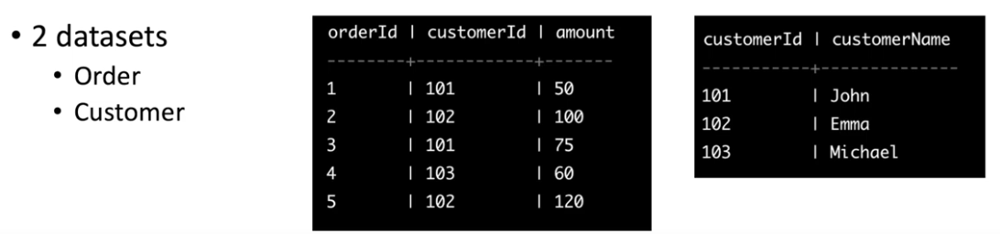 • 2 datasets
• Order
• Customer
orderId | customerId | amount
--------+------------+-------
1 | 101 | 50
2 | 102 | 100
3 | 101 | 75
4 | 103 | 60
5 | 102 | 120
customerId | customerName
-----------+--------------
101 | John
102 | Emma
103 | Michael